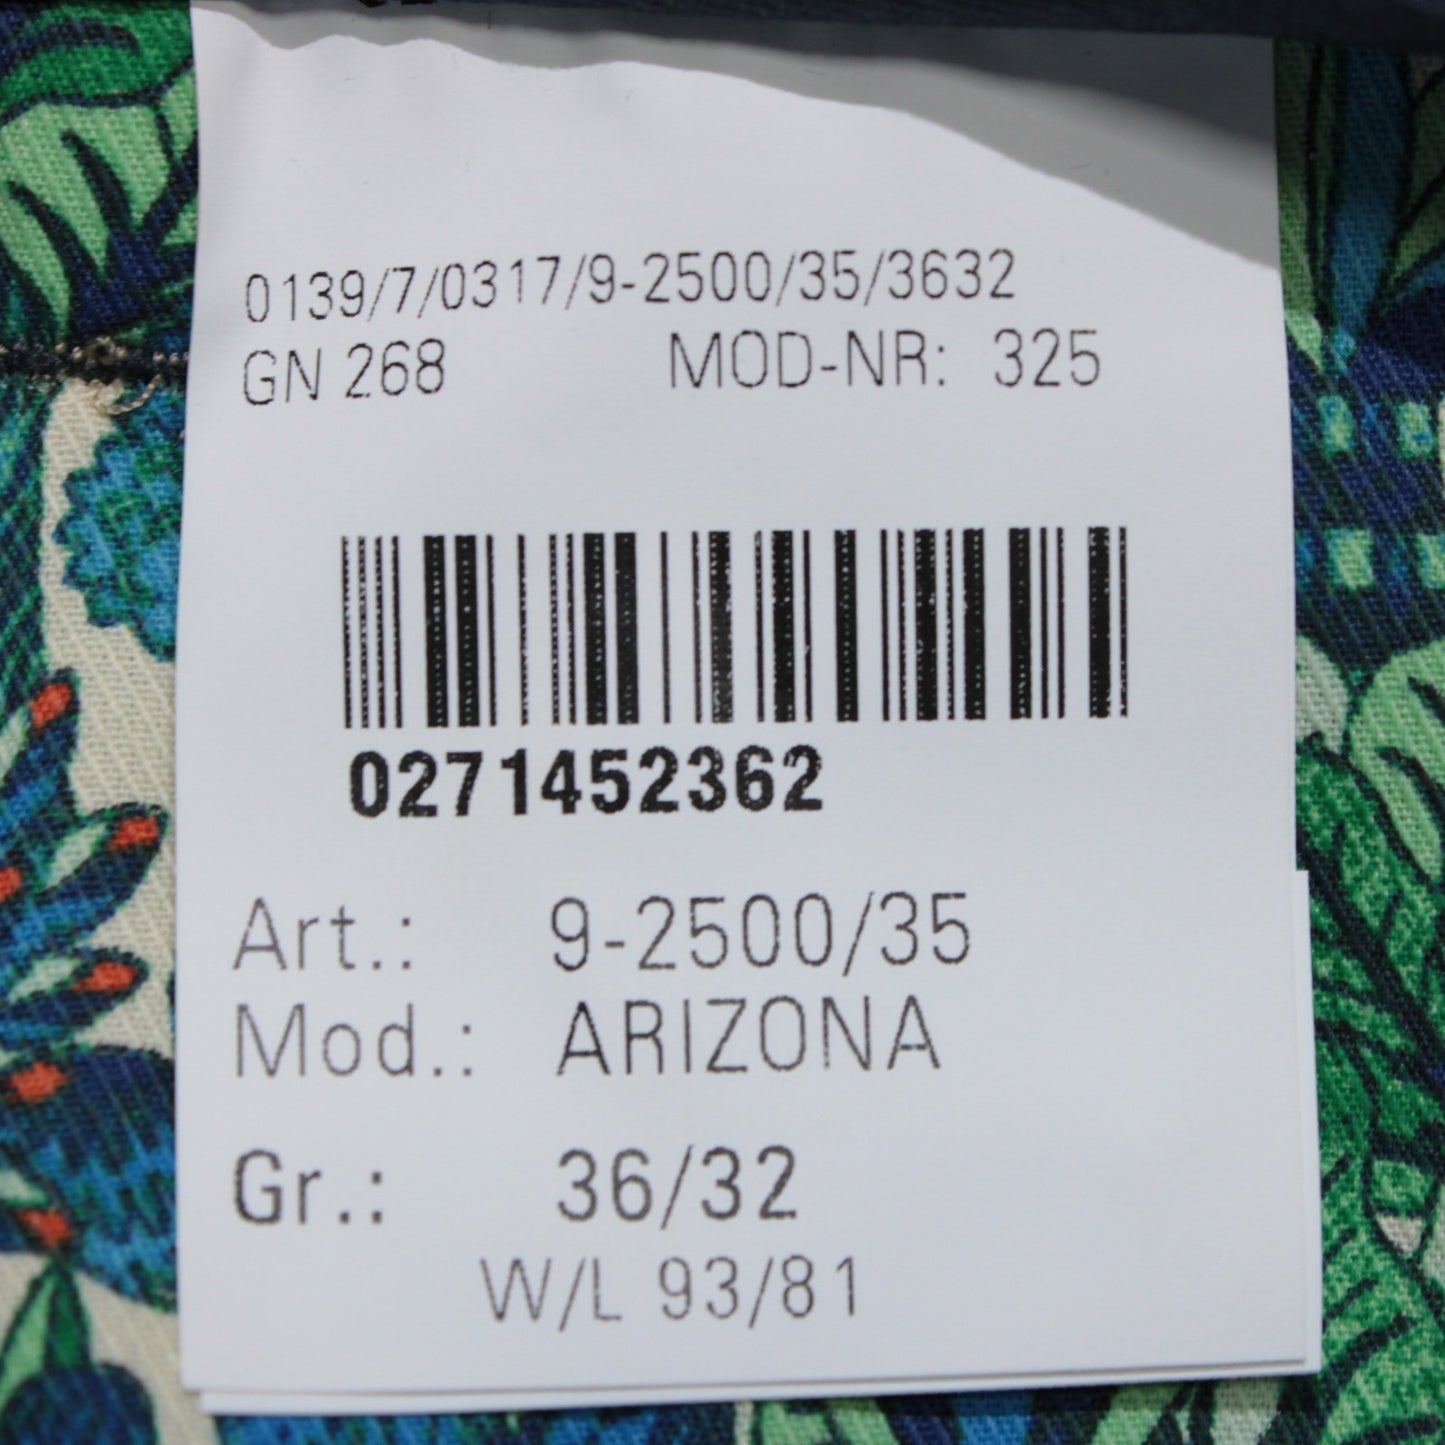 0139/7/0317/9-2500/35/3632
GN 268 MOD-NR: 325
0271452362
Art.: 9-2500/35
Mod.: ARIZONA
Gr.: 36/32
W/L 93/81